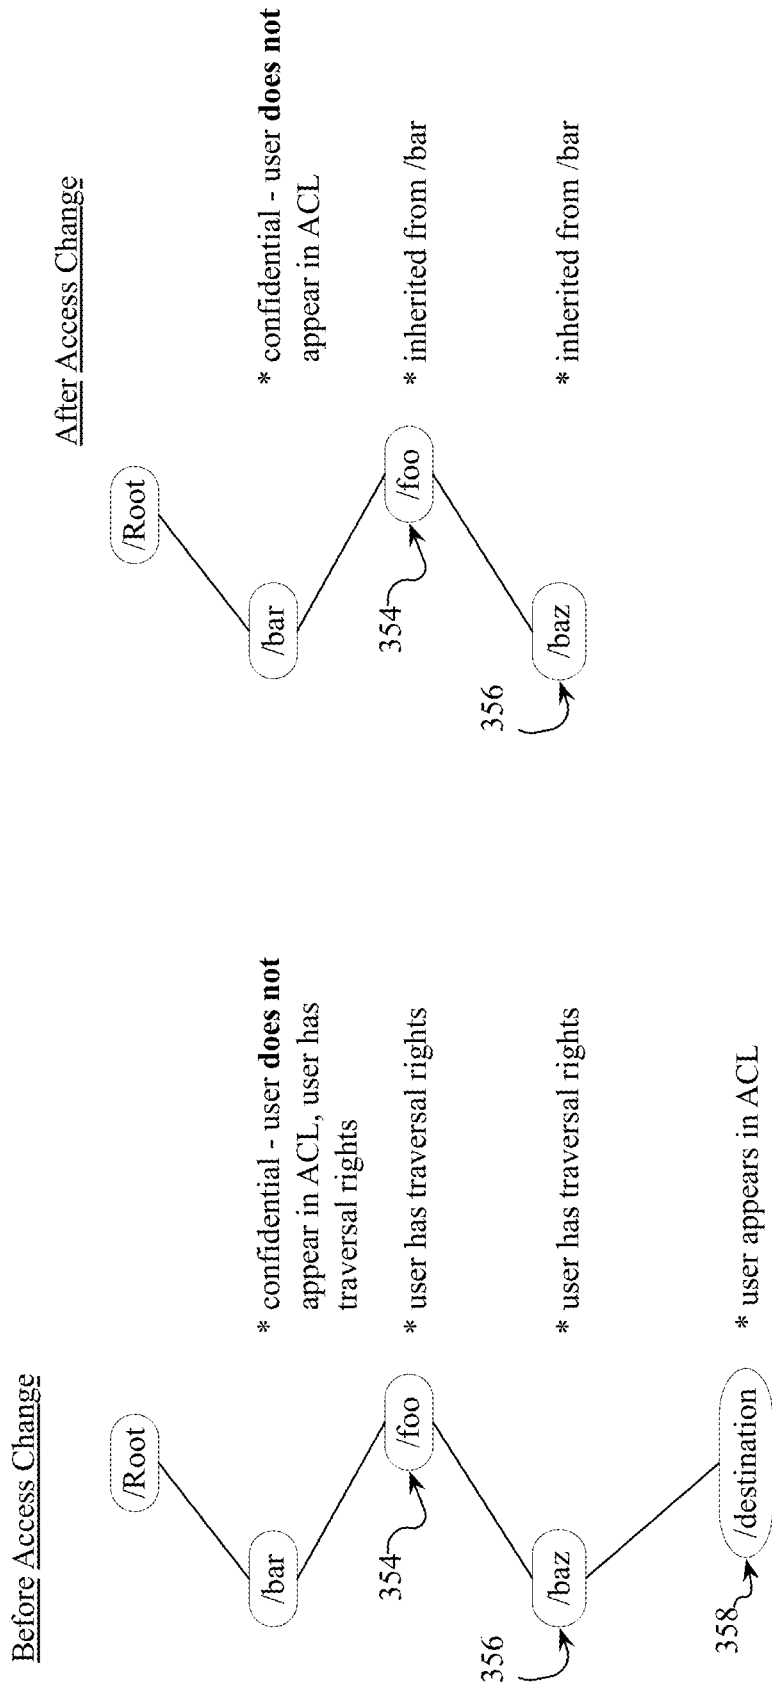 Before Access Change
/Root
/bar
* confidential - user does not
appear in ACL, user has
traversal rights
354
/foo
* user has traversal rights
356
/baz
* user has traversal rights
358
/destination
* user appears in ACL
After Access Change
/Root
/bar
* confidential - user does not
appear in ACL
354
/foo
* inherited from /bar
356
/baz
* inherited from /bar